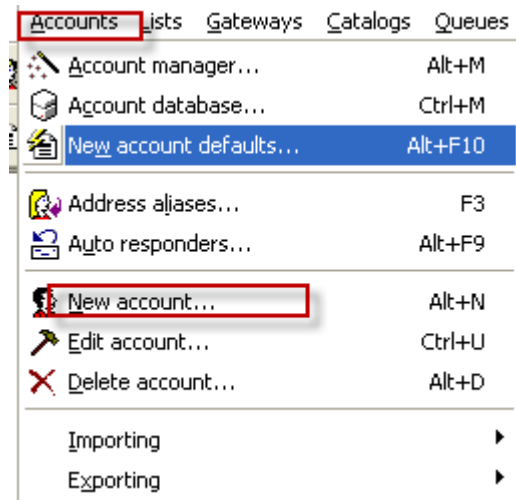 Accounts Lists Gateways Catalogs Queues
Account manager... Alt+M
Account database... Ctrl+M
New account defaults... Alt+F10
Address aliases... F3
Auto responders... Alt+F9
New account... Alt+N
Edit account... Ctrl+U
Delete account... Alt+D
Importing
Exporting